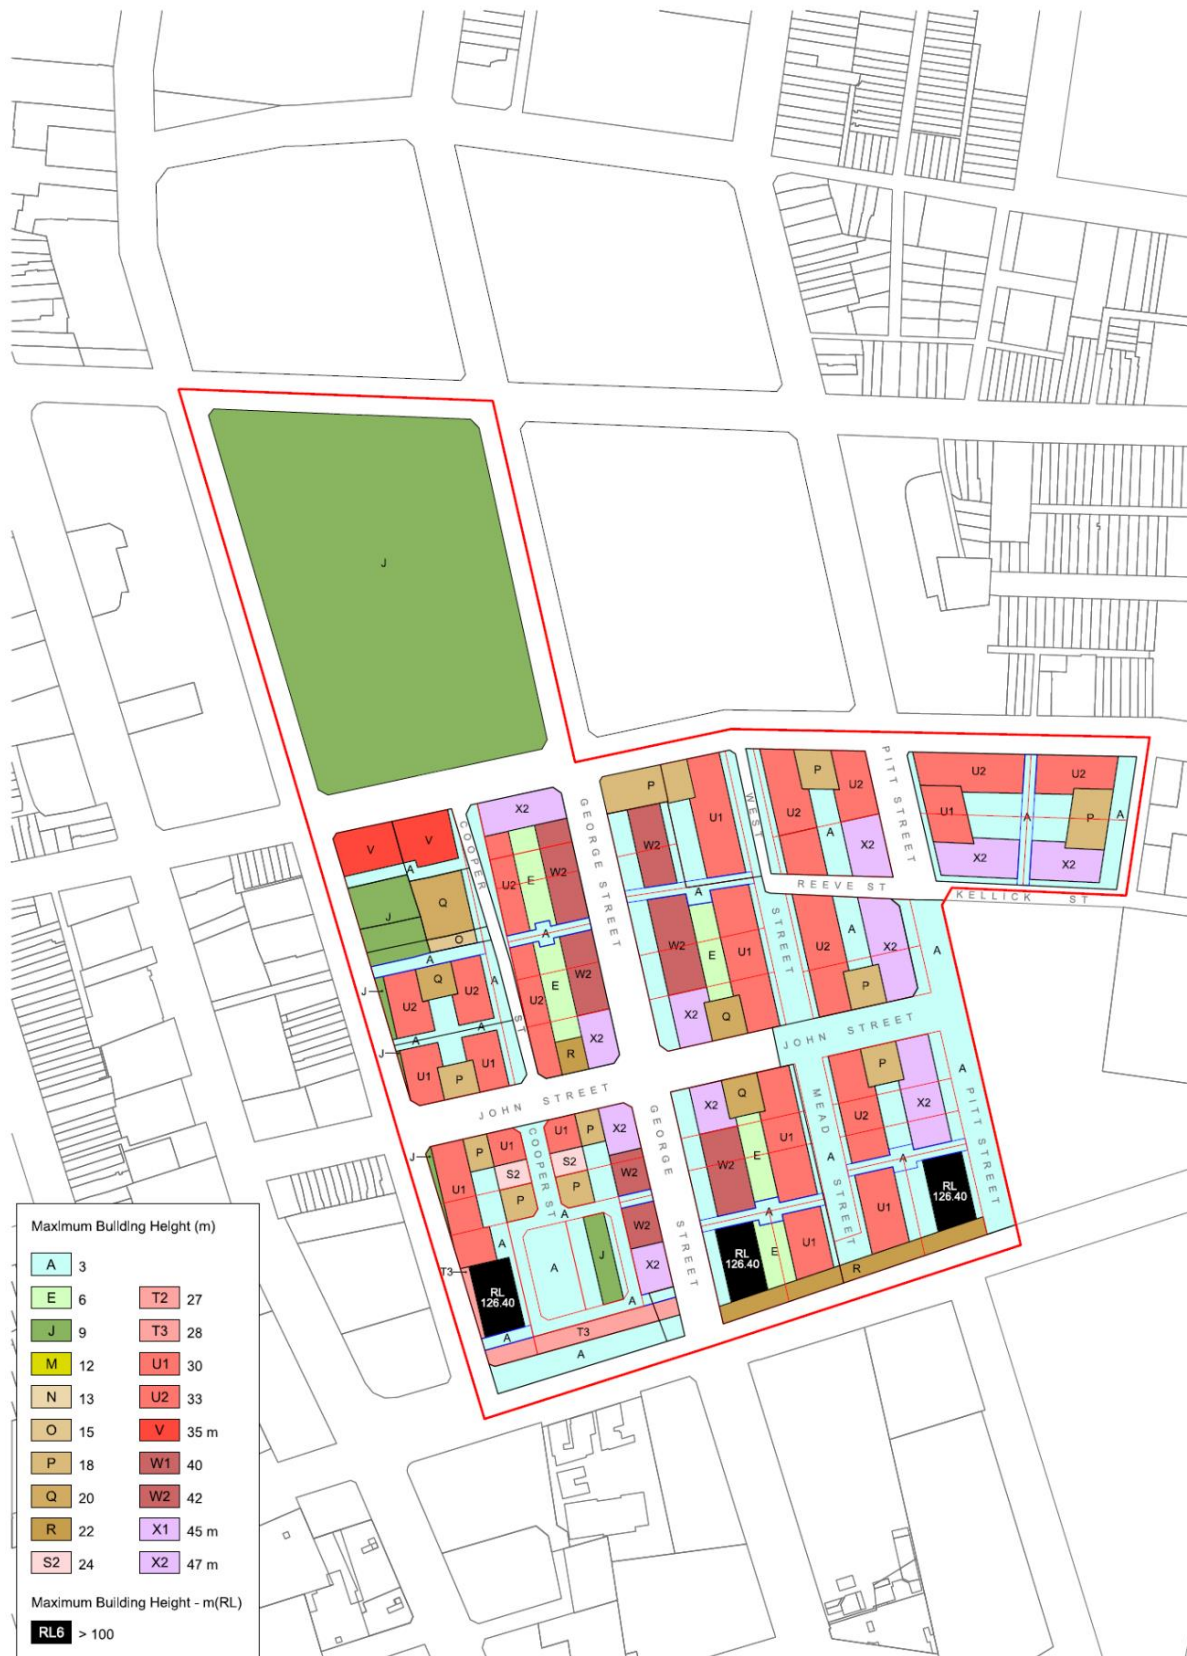 J
X2
P
U1
W2
WEST
U2
P
U2
A
X2
PITT STREET
U2
U2
U1
A
P
A
X2
X2
REEVE ST
KELLICK ST
V
V
A
J
Q
O
A
COOPER
ST
U2
E
W2
A
U2
E
W2
X2
R
GEORGE STREET
A
W2
E
U1
X2
Q
STREET
U2
A
X2
P
A
J
U2
Q
U2
A
A
A
J
U1
P
U1
JOHN STREET
JOHN STREET
J
U1
P
U1
S2
P
COOPER ST
U1
P
X2
S2
P
W2
A
A
A
J
W2
X2
A
T3
RL
126.40
A
T3
A
GEORGE
STREET
X2
Q
U1
W2
E
A
RL
126.40
E
U1
MEAD
STREET
A
P
U2
X2
A
A
U1
RL
126.40
PITT STREET
R
Maximum Building Height (m)
A 3
E 6 T2 27
J 9 T3 28
M 12 U1 30
N 13 U2 33
O 15 V 35 m
P 18 W1 40
Q 20 W2 42
R 22 X1 45 m
S2 24 X2 47 m
Maximum Building Height - m(RL)
RL6 > 100